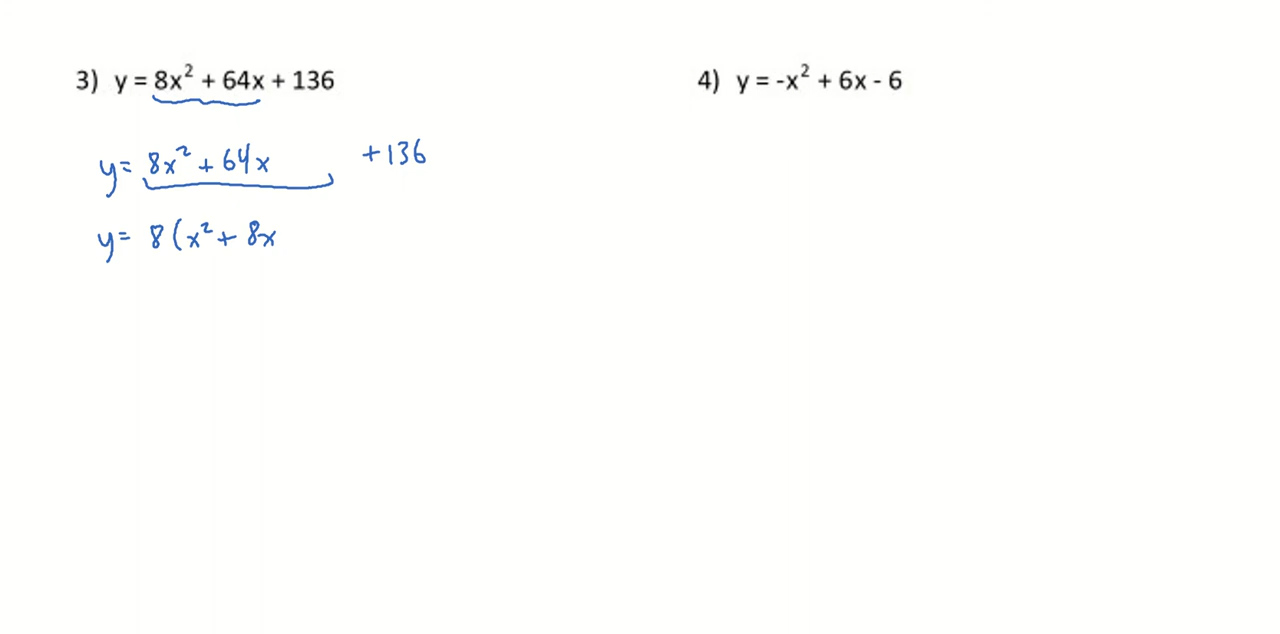 3) y = 8x² + 64x + 136
y = 8x² + 64x +136
y = 8(x² + 8x
4) y = -x² + 6x - 6